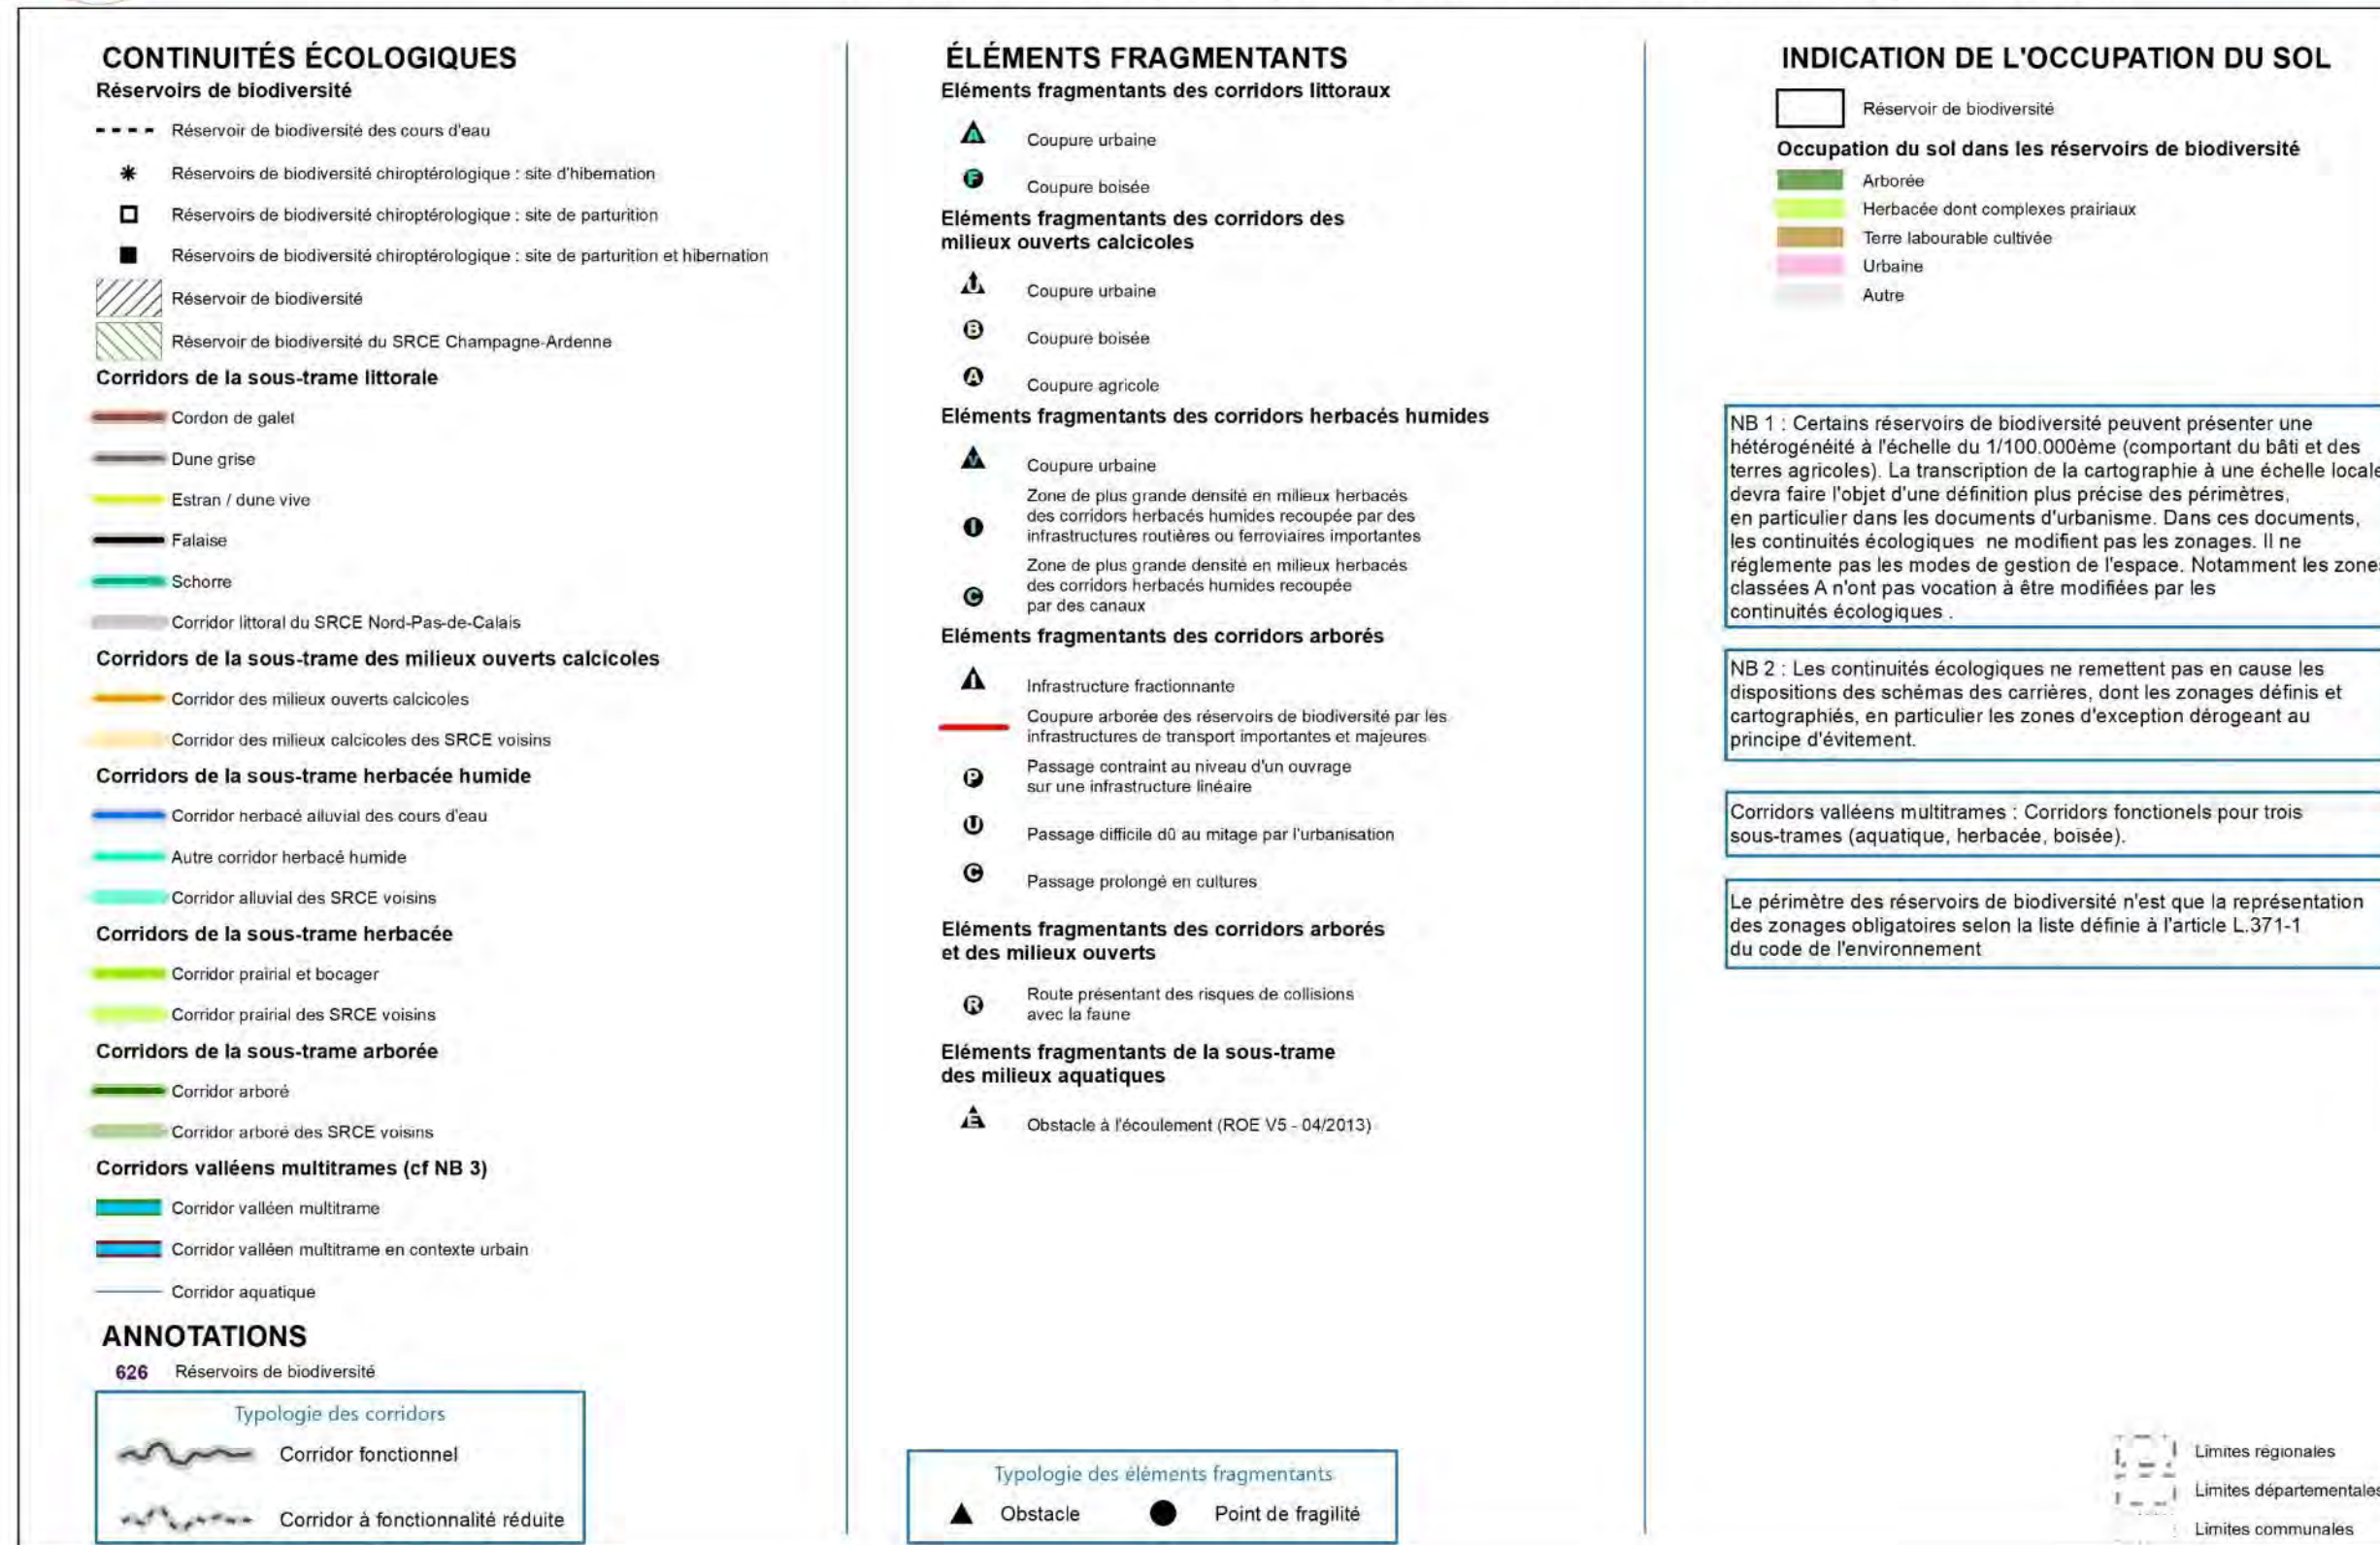 CONTINUITÉS ÉCOLOGIQUES
Réservoirs de biodiversité
Réservoir de biodiversité des cours d'eau
Réservoirs de biodiversité chiroptérologique : site d'hibernation
Réservoirs de biodiversité chiroptérologique : site de parturition
Réservoirs de biodiversité chiroptérologique : site de parturition et hibernation
Réservoir de biodiversité
Réservoir de biodiversité du SRCE Champagne-Ardenne
Corridors de la sous-trame littorale
Cordon de galet
Dune grise
Estran / dune vive
Falaise
Schorre
Corridor littoral du SRCE Nord-Pas-de-Calais
Corridors de la sous-trame des milieux ouverts calcicoles
Corridor des milieux ouverts calcicoles
Corridor des milieux calcicoles des SRCE voisins
Corridors de la sous-trame herbacée humide
Corridor herbacé alluvial des cours d'eau
Autre corridor herbacé humide
Corridor alluvial des SRCE voisins
Corridors de la sous-trame herbacée
Corridor prairial et bocager
Corridor prairial des SRCE voisins
Corridors de la sous-trame arborée
Corridor arboré
Corridor arboré des SRCE voisins
Corridors valléens multitrames (cf NB 3)
Corridor valléen multitrame
Corridor valléen multitrame en contexte urbain
Corridor aquatique
ANNOTATIONS
626 Réservoirs de biodiversité
Typologie des corridors
Corridor fonctionnel
Corridor à fonctionnalité réduite
ÉLÉMENTS FRAGMENTANTS
Eléments fragmentants des corridors littoraux
A Coupure urbaine
F Coupure boisée
Eléments fragmentants des corridors des
milieux ouverts calcicoles
Coupure urbaine
B Coupure boisée
A Coupure agricole
Eléments fragmentants des corridors herbacés humides
V Coupure urbaine
Zone de plus grande densité en milieux herbacés
I des corridors herbacés humides recoupée par des
infrastructures routières ou ferroviaires importantes
Zone de plus grande densité en milieux herbacés
des corridors herbacés humides recoupée
C par des canaux
Eléments fragmentants des corridors arborés
I Infrastructure fractionnante
Coupure arborée des réservoirs de biodiversité par les
infrastructures de transport importantes et majeures
P Passage contraint au niveau d'un ouvrage
sur une infrastructure linéaire
U Passage difficile dû au mitage par l'urbanisation
C Passage prolongé en cultures
Eléments fragmentants des corridors arborés
et des milieux ouverts
R Route présentant des risques de collisions
avec la faune
Eléments fragmentants de la sous-trame
des milieux aquatiques
E Obstacle à l'écoulement (ROE V5 - 04/2013)
Typologie des éléments fragmentants
Obstacle Point de fragilité
INDICATION DE L'OCCUPATION DU SOL
Réservoir de biodiversité
Occupation du sol dans les réservoirs de biodiversité
Arborée
Herbacée dont complexes prairiaux
Terre labourable cultivée
Urbaine
Autre
NB 1 : Certains réservoirs de biodiversité peuvent présenter une
hétérogénéité à l'échelle du 1/100.000ème (comportant du bâti et des
terres agricoles). La transcription de la cartographie à une échelle locale
devra faire l'objet d'une définition plus précise des périmètres,
en particulier dans les documents d'urbanisme. Dans ces documents,
les continuités écologiques ne modifient pas les zonages. Il ne
réglemente pas les modes de gestion de l'espace. Notamment les zones
classées A n'ont pas vocation à être modifiées par les
continuités écologiques .
NB 2 : Les continuités écologiques ne remettent pas en cause les
dispositions des schémas des carrières, dont les zonages définis et
cartographiés, en particulier les zones d'exception dérogeant au
principe d'évitement.
Corridors valléens multitrames : Corridors fonctionels pour trois
sous-trames (aquatique, herbacée, boisée).
Le périmètre des réservoirs de biodiversité n'est que la représentation
des zonages obligatoires selon la liste définie à l'article L.371-1
du code de l'environnement
Limites régionales
Limites départementales
Limites communales